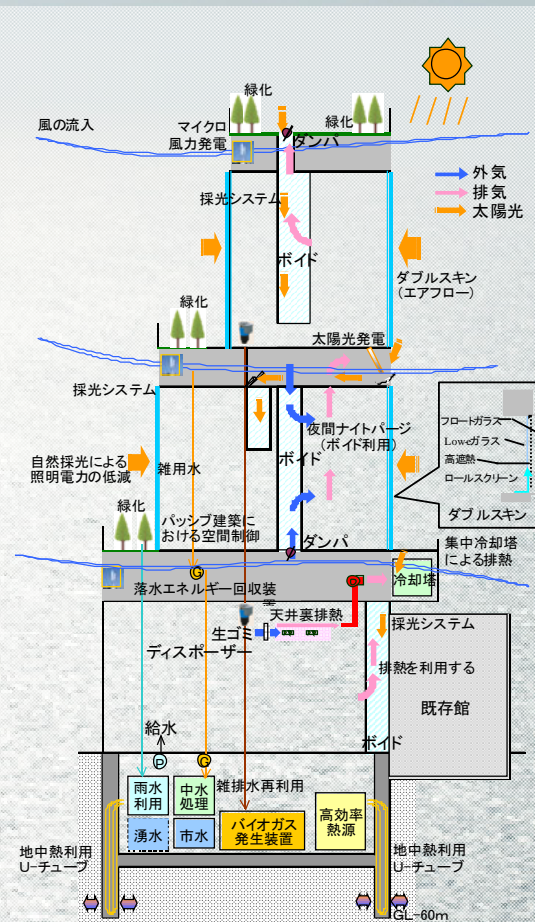 緑化
緑化
風の流入
マイクロ
風力発電
ダンパ
外気
排気
太陽光
採光システム
ボイド
ダブルスキン
（エアフロー）
緑化
太陽光発電
採光システム
夜間ナイトパージ
（ボイド利用）
ボイド
フロートガラス
Low-eガラス
高遮熱
ロールスクリーン
ダブルスキン
自然採光による
照明電力の低減
雑用水
緑化
パッシブ建築に
おける空間制御
ダンパ
集中冷却塔
による排熱
G
冷却塔
落水エネルギー回収装
置
天井裏排熱
生ゴミ
ディスポーザー
採光システム
排熱を利用する
既存館
ボイド
給水
P
G
雨水
利用
中水
処理
雑排水再利用
湧水
市水
バイオガス
発生装置
高効率
熱源
地中熱利用
U-チューブ
地中熱利用
U-チューブ
GL-60m